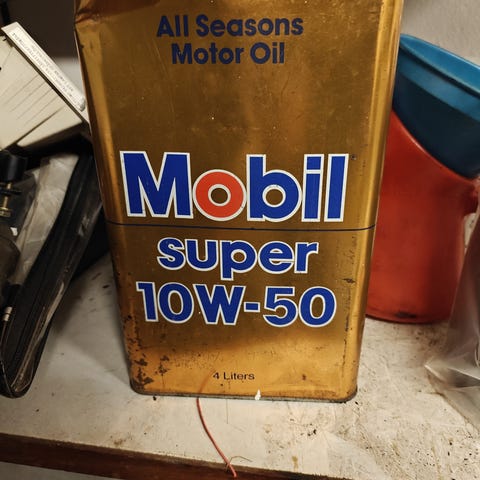 All Seasons
Motor Oil
Mobil
super
10W-50
4 Liters